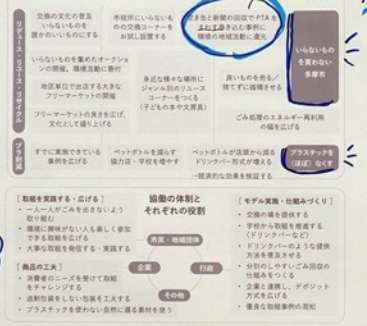 リデュース・リユース・リサイクル
交換の文化の普及
いらないものを
誰かのいいものにする
市役所にいらないもの
の交換コーナーを
お試し設置する
空き缶と新聞の回収で PTA を
まわす巻き込む事例に
環境の地域活動に還元
いらないものを集めたオークショ
ンの開催。環境活動に寄付
地区単位で出店する大きな
フリーマーケットの開催
フリーマーケットの良さを広げ、
文化として盛り上げる
身近な様々な場所に
ジャンル別のリユース
コーナーをつくる
(子どもの本や文房具)
良いものを売る/
捨てずに循環させる
ごみ処理のエネルギー再利用
の幅を広げる
いらないもの
を買わない
多摩市
プラ削減
すでに実施できている
事例を広げる
ペットボトルを減らす
協力店・学校を増やす
ペットボトルが店頭から減る
ドリンクバー形式が増える
→経済的な効果を検証する
プラスチックを
(ほぼ)なくす
協働の体制と
それぞれの役割
[ 取組を実践する・広げる ]
• 一人一人がごみを出さないよう
取り組む
• 環境に興味がない人も楽しく参加
できる取組を広げる
• 大事な取組を発信する・実践する
[ 商品の工夫 ]
• 消費者のニーズを受けて取組
をチャレンジする
• 過剰包装をしない包装を工夫する
• プラスチックを使わない自然に還る素材を使う
市民・地域団体
企業
行政
その他
[ モデル実施・仕組みづくり ]
• 交換の場を提供する
• 学校から取組を推進する
(ドリンクバーなど)
• ドリンクバーのような提供
方法を普及させる
• 分別のしやすいごみ回収の
仕組みをつくる
• 企業と連携し、デポジット
方式を広げる
• 優良な取組事例の周知